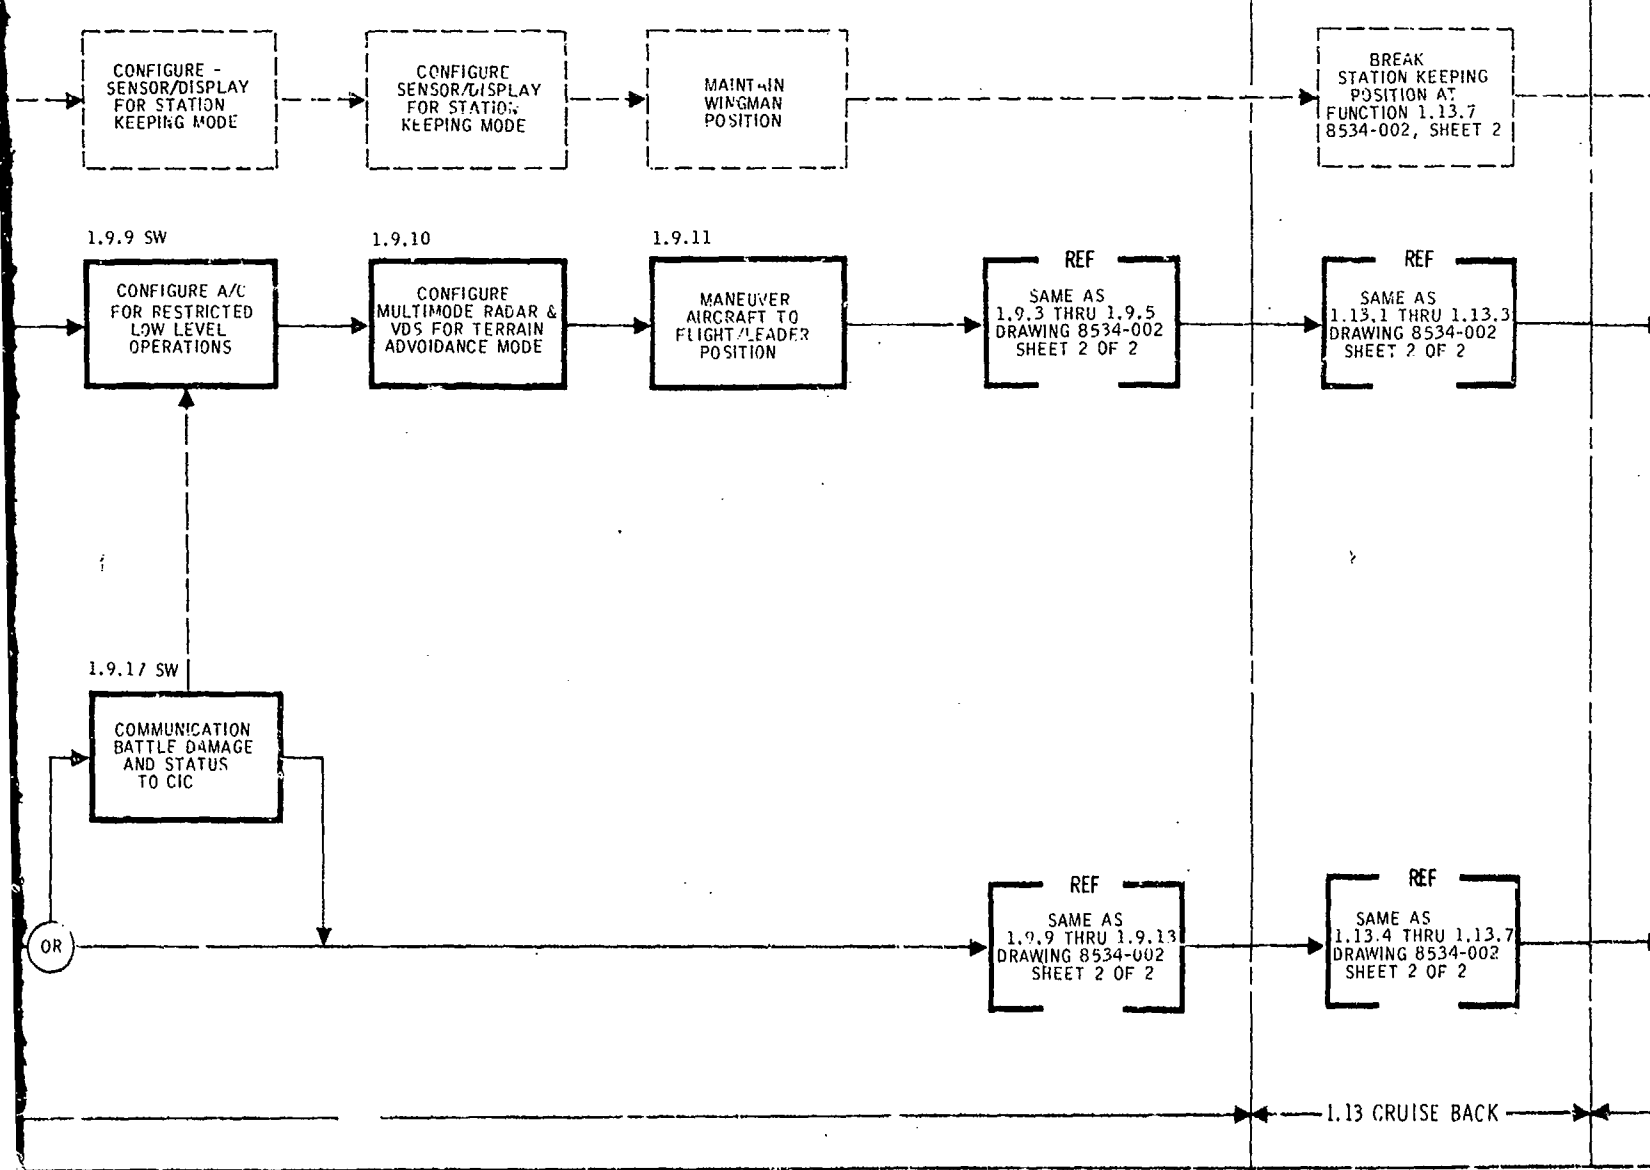 CONFIGURE -
SENSOR/DISPLAY
FOR STATION
KEEPING MODE
CONFIGURE
SENSOR/DISPLAY
FOR STATION
KEEPING MODE
MAINTAIN
WINGMAN
POSITION
BREAK
STATION KEEPING
POSITION AT
FUNCTION 1.13.7
8534-002, SHEET 2
1.9.9 SW
CONFIGURE A/C
FOR RESTRICTED
LOW LEVEL
OPERATIONS
1.9.10
CONFIGURE
MULTIMODE RADAR &
VDS FOR TERRAIN
ADVOIDANCE MODE
1.9.11
MANEUVER
AIRCRAFT TO
FLIGHT/LEADER
POSITION
REF
SAME AS
1.9.3 THRU 1.9.5
DRAWING 8534-002
SHEET 2 OF 2
REF
SAME AS
1.13.1 THRU 1.13.3
DRAWING 8534-002
SHEET 2 OF 2
1.9.17 SW
COMMUNICATION
BATTLE DAMAGE
AND STATUS
TO CIC
OR
REF
SAME AS
1.9.9 THRU 1.9.13
DRAWING 8534-002
SHEET 2 OF 2
REF
SAME AS
1.13.4 THRU 1.13.7
DRAWING 8534-002
SHEET 2 OF 2
1.13 CRUISE BACK